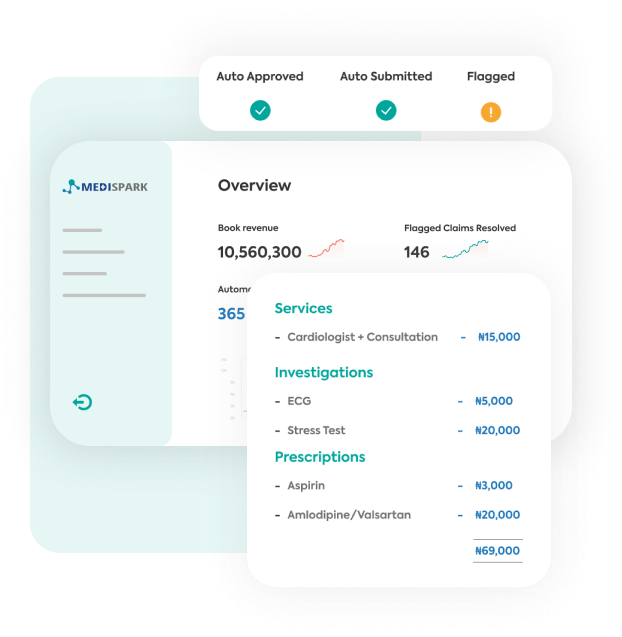 Auto Approved Auto Submitted Flagged
MEDISPARK
Overview
Book revenue Flagged Claims Resolved
10,560,300 146
365
Services
- Cardiologist + Consultation - ₦15,000
Investigations
- ECG - ₦5,000
- Stress Test - ₦20,000
Prescriptions
- Aspirin - ₦3,000
- Amlodipine/Valsartan - ₦20,000
₦69,000